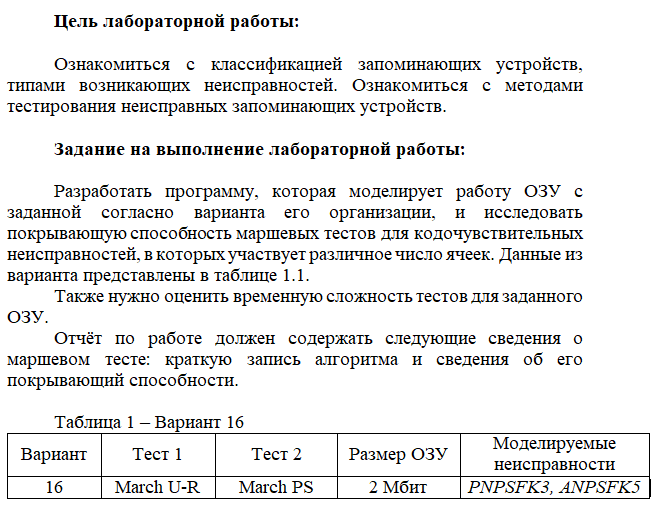 Цель лабораторной работы:
Ознакомиться с классификацией запоминающих устройств,
типами возникающих неисправностей. Ознакомиться с методами
тестирования неисправных запоминающих устройств.
Задание на выполнение лабораторной работы:
Разработать программу, которая моделирует работу ОЗУ с
заданной согласно варианта его организации, и исследовать
покрывающую способность маршевых тестов для кодочувствительных
неисправностей, в которых участвует различное число ячеек. Данные из
варианта представлены в таблице 1.1.
Также нужно оценить временную сложность тестов для заданного
ОЗУ.
Отчёт по работе должен содержать следующие сведения о
маршевом тесте: краткую запись алгоритма и сведения об его
покрывающий способности.
Таблица 1 – Вариант 16
Вариант Тест 1 Тест 2 Размер ОЗУ Моделируемые
неисправности
16 March U-R March PS 2 Мбит PNPSFK3, ANPSFK5